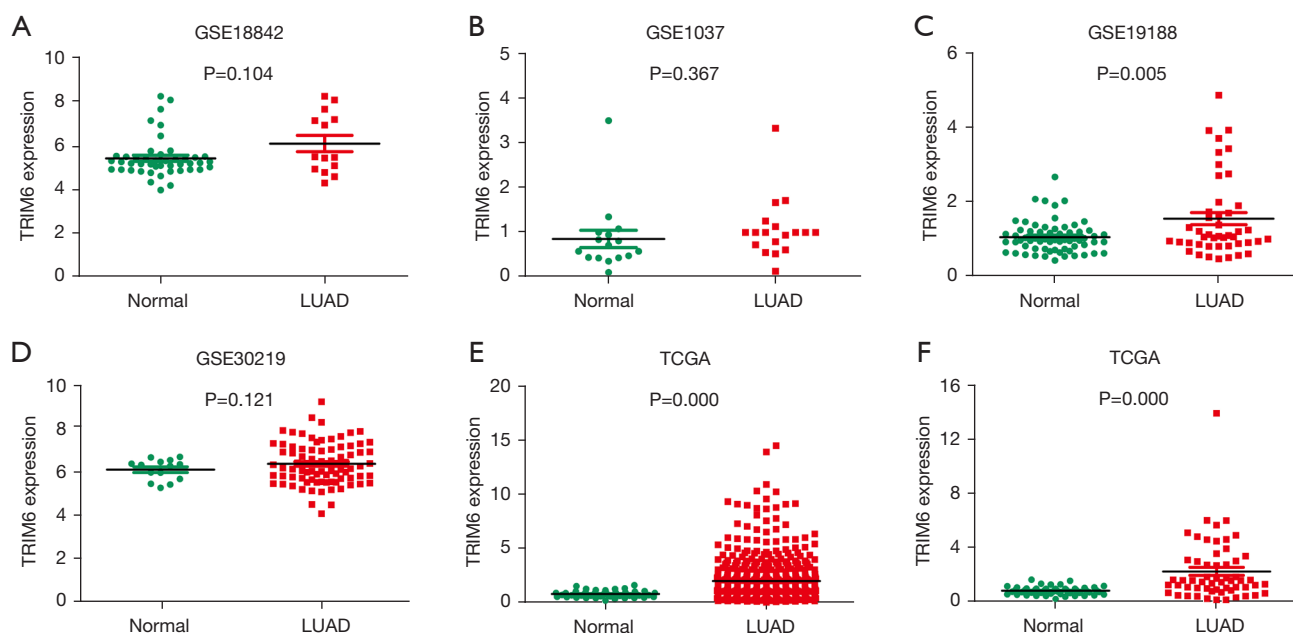 A
GSE18842
P=0.104
TRIM6 expression
10
8
6
4
2
0
Normal LUAD
B
GSE1037
P=0.367
TRIM6 expression
5
4
3
2
1
0
Normal LUAD
C
GSE19188
P=0.005
TRIM6 expression
6
4
2
0
Normal LUAD
D
GSE30219
P=0.121
TRIM6 expression
10
8
6
4
2
0
Normal LUAD
E
TCGA
P=0.000
TRIM6 expression
20
15
10
5
0
Normal LUAD
F
TCGA
P=0.000
TRIM6 expression
16
12
8
4
0
Normal LUAD